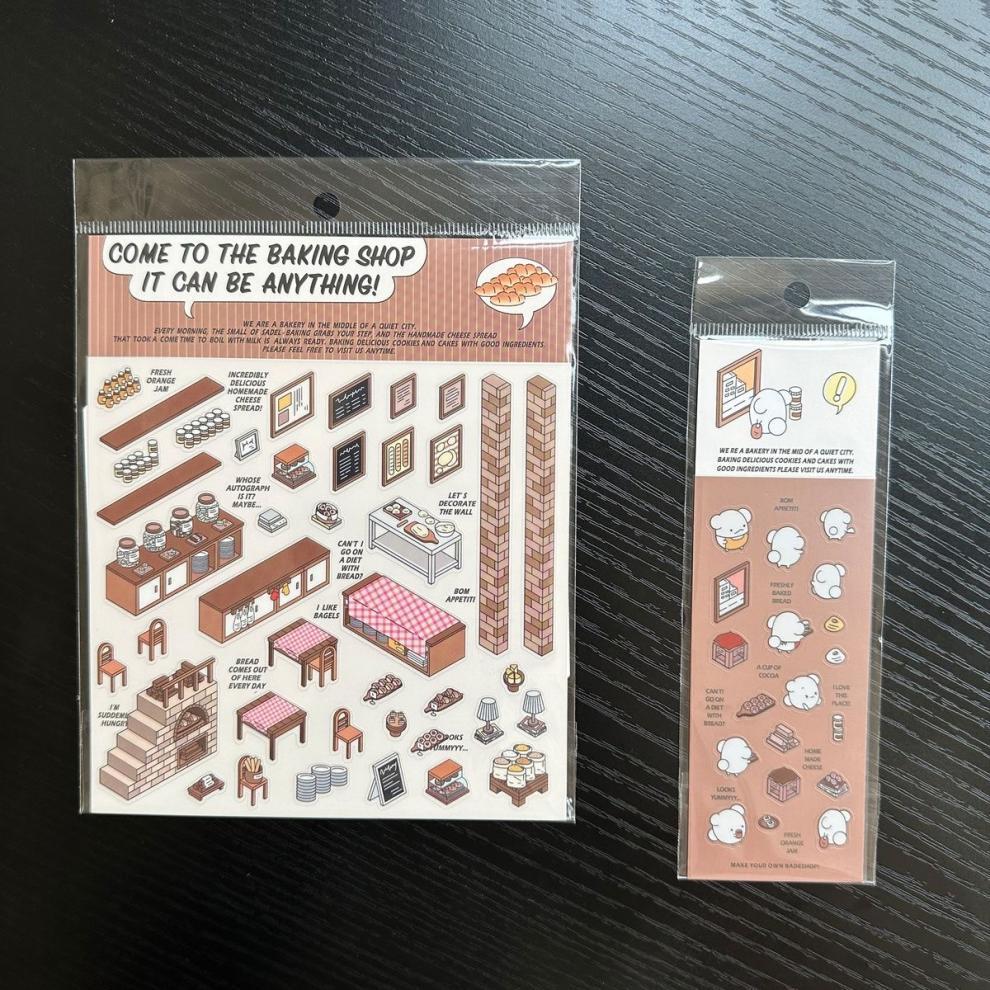 COME TO THE BAKING SHOP
IT CAN BE ANYTHING!
WE ARE A BAKERY IN THE MIDDLE OF A QUIET CITY.
EVERY MORNING, THE SMALL OF SADEL-BAKING GRABS YOUR STEP, AND THE HANDMADE CHEESE SPREAD
THAT TOOK A COME TIME TO BOIL WITH MILK IS ALWAYS READY. BAKING DELICIOUS COOKIES AND CAKES WITH GOOD INGREDIENTS.
PLEASE FEEL FREE TO VISIT US ANYTIME.
FRESH
ORANGE
JAM
INCREDIBLY
DELICIOUS
HOMEMADE
CHEESE
SPREAD!
WHOSE
AUTOGRAPH
IS IT?
MAYBE...
LET'S
DECORATE
THE WALL
CAN'T I
GO ON
A DIET
WITH
BREAD?
BOM
APPETIT!
I LIKE
BAGELS
BREAD
COMES OUT
OF HERE
EVERY DAY
I'M
SUDDENLY
HUNGRY
LOOKS
YUMMYYY...
WE RE A BAKERY IN THE MID OF A QUIET CITY.
BAKING DELICIOUS COOKIES AND CAKES WITH
GOOD INGREDIENTS PLEASE VISIT US ANYTIME.
BOM
APPETIT!
FRESHLY
BAKED
BREAD
A CUP OF
COCOA
CAN'T I
GO ON
A DIET
WITH
BREAD?
I LOVE
THIS
PLACE!
HOME
MADE
CHEESE
LOOKS
YUMMYY...
FRESH
ORANGE
JAM
MAKE YOUR OWN BADESHOP!